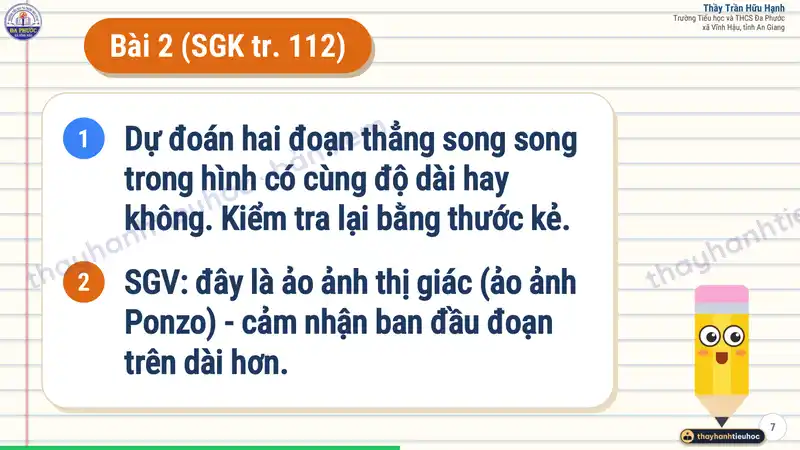 Thầy Trần Hữu Hạnh
Trường Tiểu học và THCS Đa Phước
xã Vĩnh Hậu, tỉnh An Giang
ĐA PHƯỚC
Bài 2 (SGK tr. 112)
1
Dự đoán hai đoạn thẳng song song
trong hình có cùng độ dài hay
không. Kiểm tra lại bằng thước kẻ.
2
SGV: đây là ảo ảnh thị giác (ảo ảnh
Ponzo) - cảm nhận ban đầu đoạn
trên dài hơn.
7
thayhanhtieuhoc